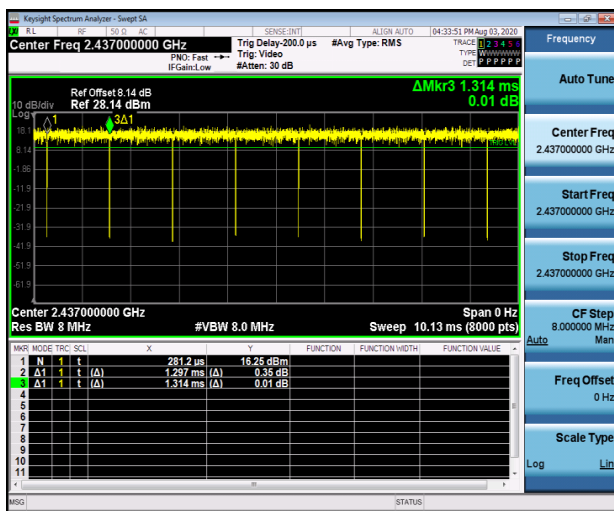 Keysight Spectrum Analyzer - Swept SA
RL RF 50 Ω AC SENSE:INT ALIGN AUTO 04:33:51 PM Aug 03, 2020
Center Freq 2.437000000 GHz
PNO: Fast
IFGain:Low
Trig Delay-200.0 µs
Trig: Video
#Atten: 30 dB
#Avg Type: RMS
TRACE 1 2 3 4 5 6
TYPE WWWWWW
DET P P P P P P
Ref Offset 8.14 dB
10 dB/div Ref 28.14 dBm
ΔMkr3 1.314 ms
0.01 dB
Log
1
3Δ1
18.1
8.14
-1.86
-11.9
-21.9
-31.9
-41.9
-51.9
-61.9
TRIG LVL
Center 2.437000000 GHz Span 0 Hz
Res BW 8 MHz #VBW 8.0 MHz Sweep 10.13 ms (8000 pts)
MKR MODE TRC SCL X Y FUNCTION FUNCTION WIDTH FUNCTION VALUE
1 N 1 t 281.2 µs 16.25 dBm
2 Δ1 1 t (Δ) 1.297 ms (Δ) 0.35 dB
3 Δ1 1 t (Δ) 1.314 ms (Δ) 0.01 dB
4
5
6
7
8
9
10
11
MSG STATUS
Frequency
Auto Tune
Center Freq
2.437000000 GHz
Start Freq
2.437000000 GHz
Stop Freq
2.437000000 GHz
CF Step
8.000000 MHz
Auto Man
Freq Offset
0 Hz
Scale Type
Log Lin